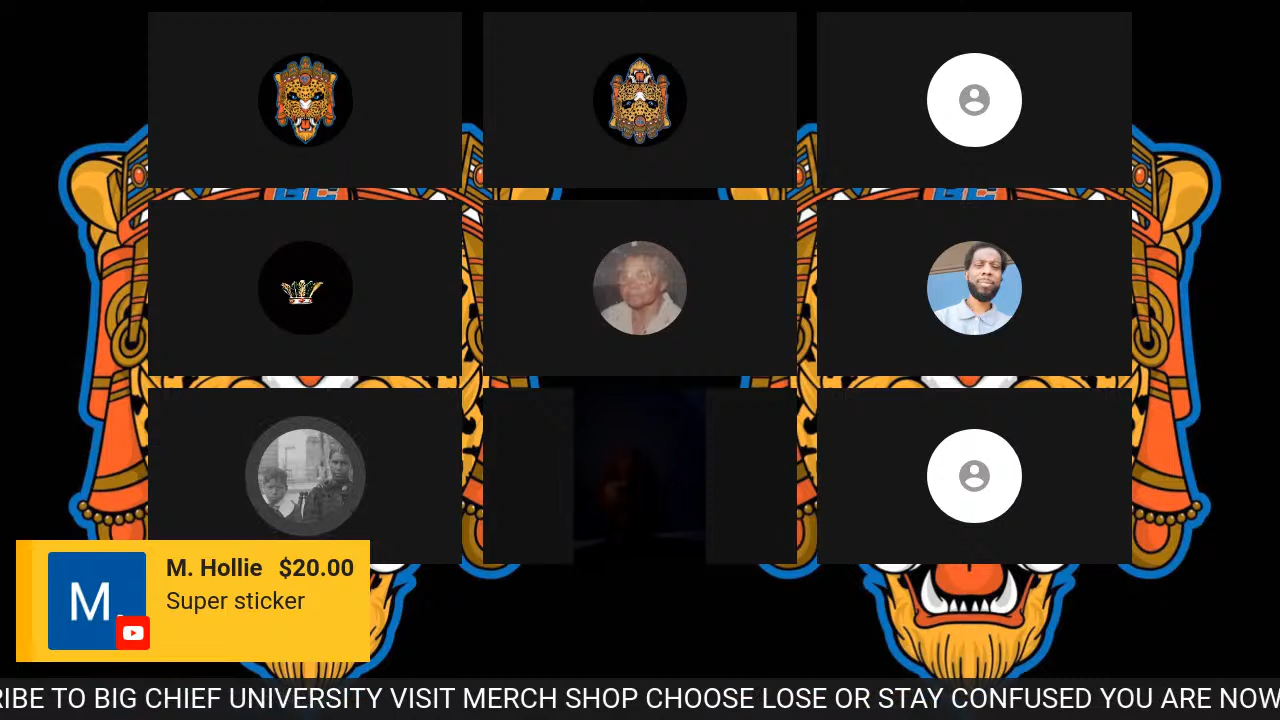 M. Hollie $20.00
Super sticker
M.
RIBE TO BIG CHIEF UNIVERSITY VISIT MERCH SHOP CHOOSE LOSE OR STAY CONFUSED YOU ARE NOW